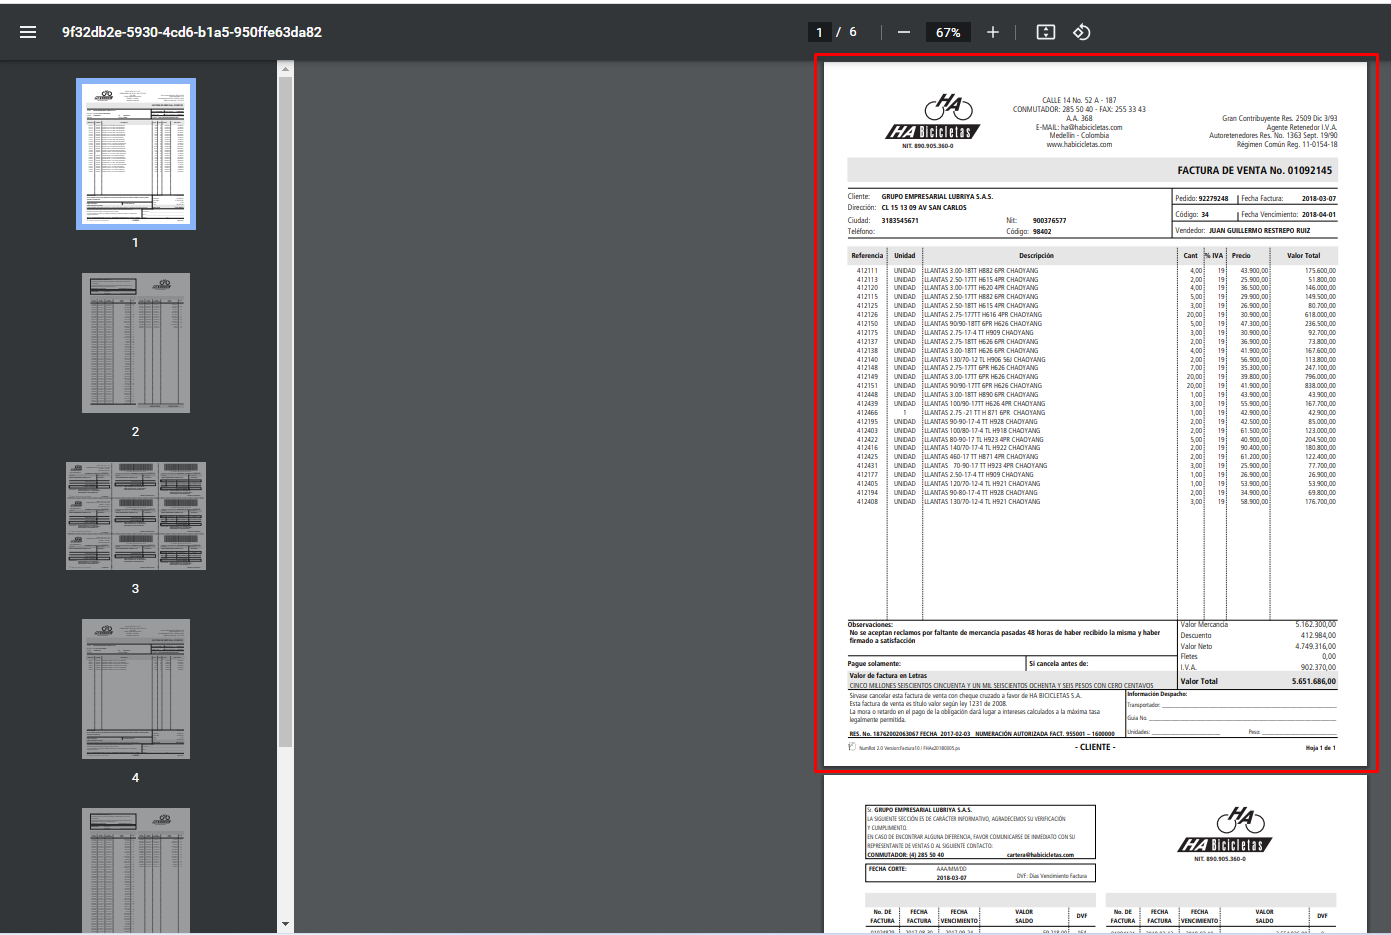 9f32db2e-5930-4cd6-b1a5-950ffe63da82
1 / 6
67%
1
2
3
4
HA
HA Bicicletas
NIT. 890.905.360-0
CALLE 14 No. 52 A - 187
CONMUTADOR: 285 50 40 - FAX: 255 33 43
A.A. 368
E-MAIL: ha@habicicletas.com
Medellín - Colombia
www.habicicletas.com
Gran Contribuyente Res. 2509 Dic 3/93
Agente Retenedor I.V.A.
Autoretenedores Res. No. 1363 Sept. 19/90
Régimen Común Reg. 11-0154-18
FACTURA DE VENTA No. 01092145
Cliente: GRUPO EMPRESARIAL LUBRIYA S.A.S.
Dirección: CL 15 13 09 AV SAN CARLOS
Ciudad: 3183545671 Nit: 900376577
Teléfono: Código: 98402
Pedido: 92279248 Fecha Factura: 2018-03-07
Código: 34 Fecha Vencimiento: 2018-04-01
Vendedor: JUAN GUILLERMO RESTREPO RUIZ
Referencia Unidad Descripción Cant % IVA Precio Valor Total
412111 UNIDAD LLANTAS 3.00-18TT H882 6PR CHAOYANG 4,00 19 43.900,00 175.600,00
412113 UNIDAD LLANTAS 2.50-17TT H615 4PR CHAOYANG 2,00 19 25.900,00 51.800,00
412120 UNIDAD LLANTAS 3.00-17TT H620 4PR CHAOYANG 4,00 19 36.500,00 146.000,00
412115 UNIDAD LLANTAS 2.50-17TT H882 6PR CHAOYANG 5,00 19 29.900,00 149.500,00
412125 UNIDAD LLANTAS 2.50-18TT H615 4PR CHAOYANG 3,00 19 26.900,00 80.700,00
412126 UNIDAD LLANTAS 2.75-177TT H616 4PR CHAOYANG 20,00 19 30.900,00 618.000,00
412150 UNIDAD LLANTAS 90/90-18TT 6PR H626 CHAOYANG 5,00 19 47.300,00 236.500,00
412175 UNIDAD LLANTAS 2.75-17-4 TT H909 CHAOYANG 3,00 19 30.900,00 92.700,00
412137 UNIDAD LLANTAS 2.75-18TT H626 6PR CHAOYANG 2,00 19 36.900,00 73.800,00
412138 UNIDAD LLANTAS 3.00-18TT H626 6PR CHAOYANG 4,00 19 41.900,00 167.600,00
412140 UNIDAD LLANTAS 130/70-12 TL H906 56J CHAOYANG 2,00 19 56.900,00 113.800,00
412148 UNIDAD LLANTAS 2.75-17TT 6PR H626 CHAOYANG 7,00 19 35.300,00 247.100,00
412149 UNIDAD LLANTAS 3.00-17TT 6PR H626 CHAOYANG 20,00 19 39.800,00 796.000,00
412151 UNIDAD LLANTAS 90/90-17TT 6PR H626 CHAOYANG 20,00 19 41.900,00 838.000,00
412448 UNIDAD LLANTAS 3.00-18TT H890 6PR CHAOYANG 1,00 19 43.900,00 43.900,00
412439 UNIDAD LLANTAS 100/90-17TT H626 4PR CHAOYANG 3,00 19 55.900,00 167.700,00
412466 1 LLANTAS 2.75 -21 TT H 871 6PR CHAOYANG 1,00 19 42.900,00 42.900,00
412195 UNIDAD LLANTAS 90-90-17-4 TT H928 CHAOYANG 2,00 19 42.500,00 85.000,00
412403 UNIDAD LLANTAS 100/80-17-4 TL H918 CHAOYANG 2,00 19 61.500,00 123.000,00
412422 UNIDAD LLANTAS 80-90-17 TL H923 4PR CHAOYANG 5,00 19 40.900,00 204.500,00
412416 UNIDAD LLANTAS 140/70-17-4 TL H922 CHAOYANG 2,00 19 90.400,00 180.800,00
412425 UNIDAD LLANTAS 460-17 TT H871 4PR CHAOYANG 2,00 19 61.200,00 122.400,00
412431 UNIDAD LLANTAS 70-90-17 TT H923 4PR CHAOYANG 3,00 19 25.900,00 77.700,00
412177 UNIDAD LLANTAS 2.50-17-4 TT H909 CHAOYANG 1,00 19 26.900,00 26.900,00
412405 UNIDAD LLANTAS 120/70-12-4 TL H921 CHAOYANG 1,00 19 53.900,00 53.900,00
412194 UNIDAD LLANTAS 90-80-17-4 TT H928 CHAOYANG 2,00 19 34.900,00 69.800,00
412408 UNIDAD LLANTAS 130/70-12-4 TL H921 CHAOYANG 3,00 19 58.900,00 176.700,00
Observaciones:
No se aceptan reclamos por faltante de mercancia pasadas 48 horas de haber recibido la misma y haber
firmado a satisfacción
Pague solamente: Si cancela antes de:
Valor Mercancía 5.162.300,00
Descuento 412.984,00
Valor Neto 4.749.316,00
Fletes 0,00
I.V.A. 902.370,00
Valor Total 5.651.686,00
Valor de factura en Letras
CINCO MILLONES SEISCIENTOS CINCUENTA Y UN MIL SEISCIENTOS OCHENTA Y SEIS PESOS CON CERO CENTAVOS
Sírvase cancelar esta factura de venta con cheque cruzado a favor de HA BICICLETAS S.A.
Esta factura de venta es título valor según ley 1231 de 2008.
La mora o retardo en el pago de la obligación dará lugar a intereses calculados a la máxima tasa
legalmente permitida.
RES. No. 18762002063067 FECHA 2017-02-03 NUMERACIÓN AUTORIZADA FACT. 955001 – 1600000
Información Despacho:
Transportador:
Guía No.
Unidades: Peso:
- CLIENTE -
Hoja 1 de 1
Sr. GRUPO EMPRESARIAL LUBRIYA S.A.S.
LA SIGUIENTE SECCIÓN ES DE CARÁCTER INFORMATIVO, AGRADECEMOS SU VERIFICACIÓN
Y CUMPLIMIENTO.
EN CASO DE ENCONTRAR ALGUNA DIFERENCIA, FAVOR COMUNICARSE DE INMEDIATO CON SU
REPRESENTANTE DE VENTAS O AL SIGUIENTE CONTACTO:
CONMUTADOR: (4) 285 50 40 cartera@habicicletas.com
FECHA CORTE: AAA/MM/DD
2018-03-07
DVF: Días Vencimiento Factura
HA
HA Bicicletas
NIT. 890.905.360-0
No. DE FACTURA FECHA FACTURA FECHA VENCIMIENTO VALOR SALDO DVF
No. DE FACTURA FECHA FACTURA FECHA VENCIMIENTO VALOR SALDO DVF